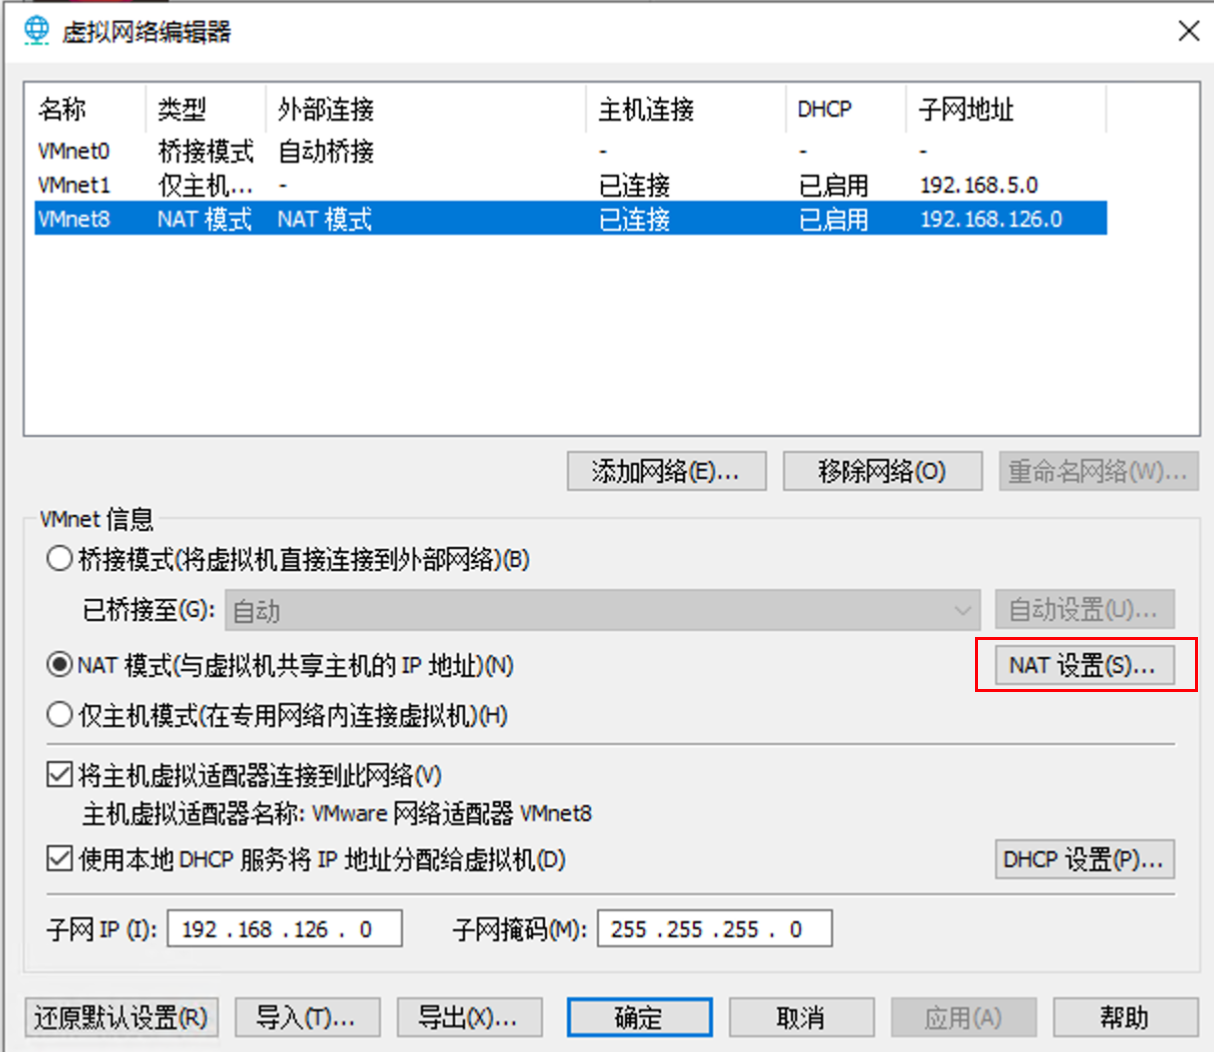 虚拟网络编辑器
名称 类型 外部连接 主机连接 DHCP 子网地址
VMnet0 桥接模式 自动桥接 - - -
VMnet1 仅主机... - 已连接 已启用 192.168.5.0
VMnet8 NAT 模式 NAT 模式 已连接 已启用 192.168.126.0
添加网络(E)... 移除网络(O) 重命名网络(W)...
VMnet 信息
桥接模式(将虚拟机直接连接到外部网络)(B)
已桥接至(G): 自动 自动设置(U)...
NAT 模式(与虚拟机共享主机的 IP 地址)(N) NAT 设置(S)...
仅主机模式(在专用网络内连接虚拟机)(H)
将主机虚拟适配器连接到此网络(V)
主机虚拟适配器名称: VMware 网络适配器 VMnet8
使用本地 DHCP 服务将 IP 地址分配给虚拟机(D) DHCP 设置(P)...
子网 IP (I): 192 . 168 . 126 . 0 子网掩码(M): 255 . 255 . 255 . 0
还原默认设置(R) 导入(T)... 导出(X)... 确定 取消 应用(A) 帮助